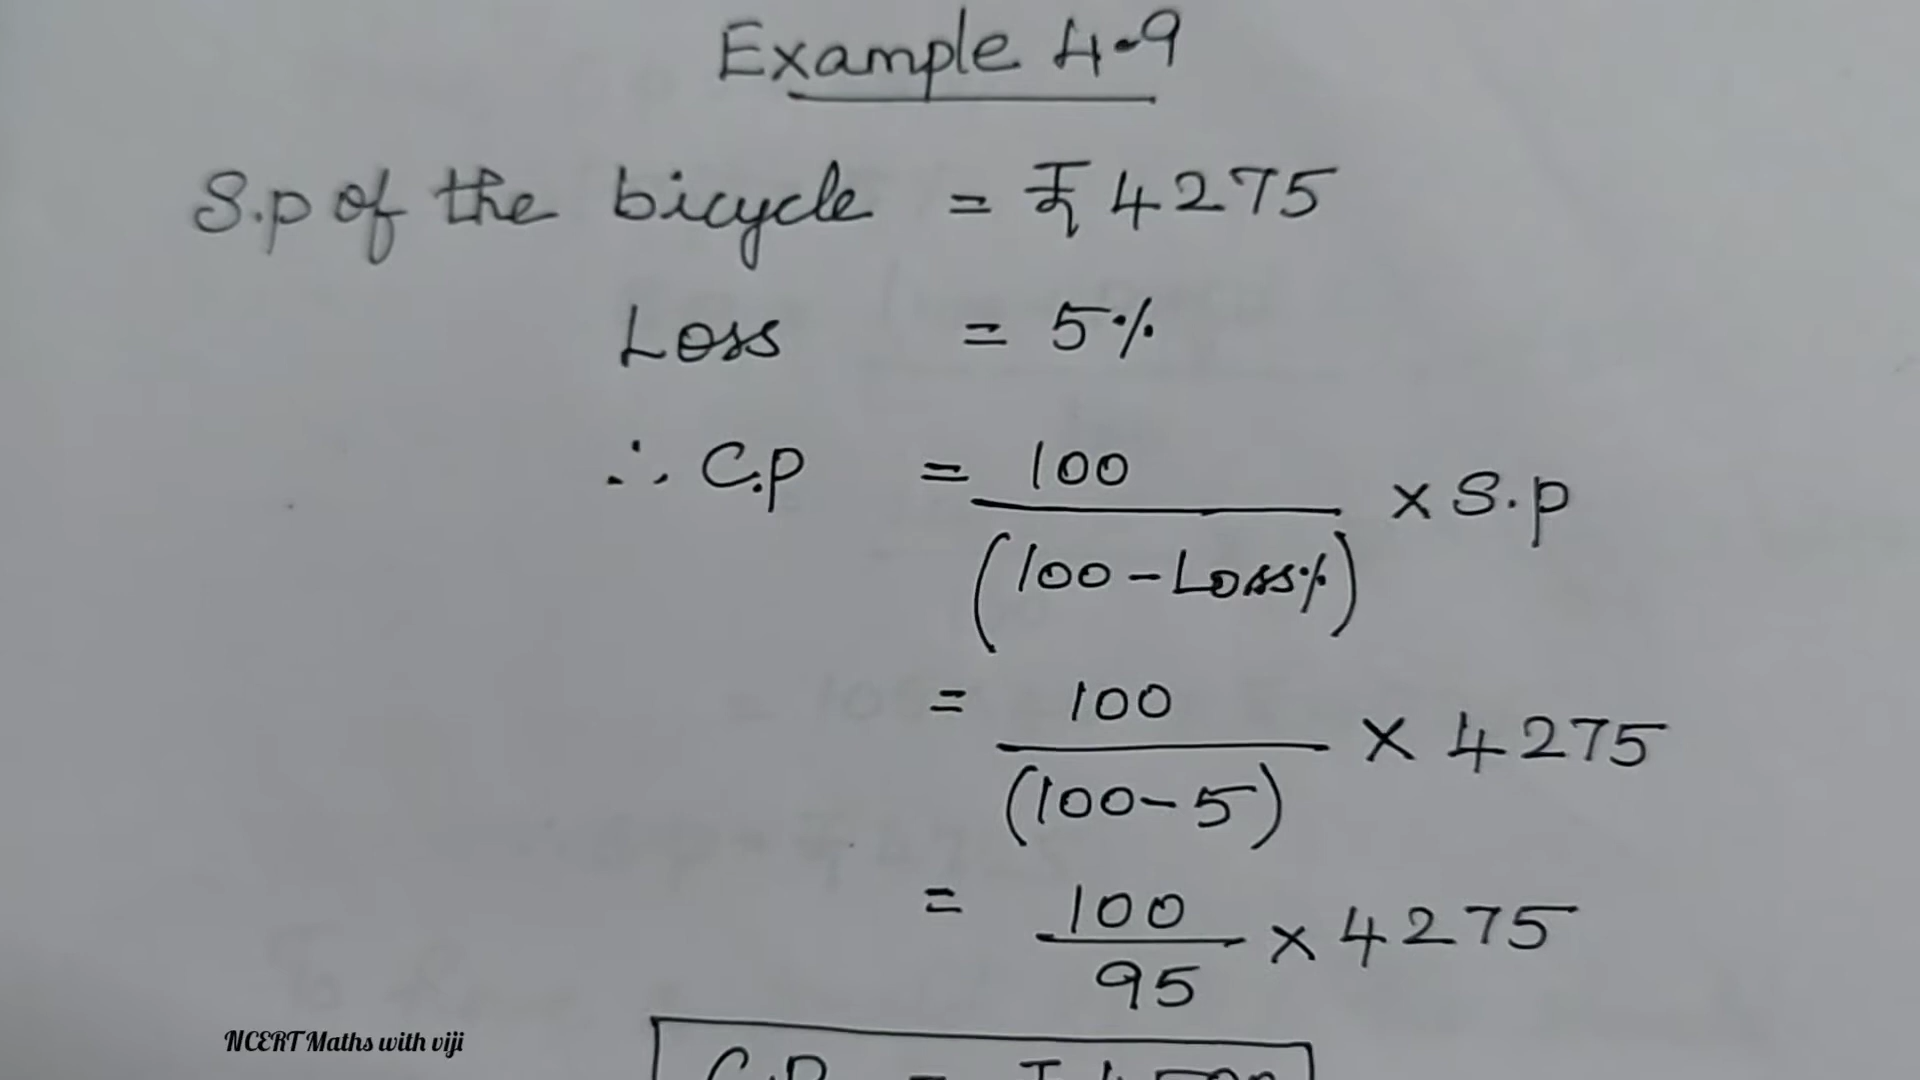 Example 4.9
S.p of the bicycle = ₹ 4275
Loss = 5%
∴ C.P = 100 / (100 - Loss%) × S.p
= 100 / (100 - 5) × 4275
= 100 / 95 × 4275
C.P = ₹ 4500
NCERT Maths with viji